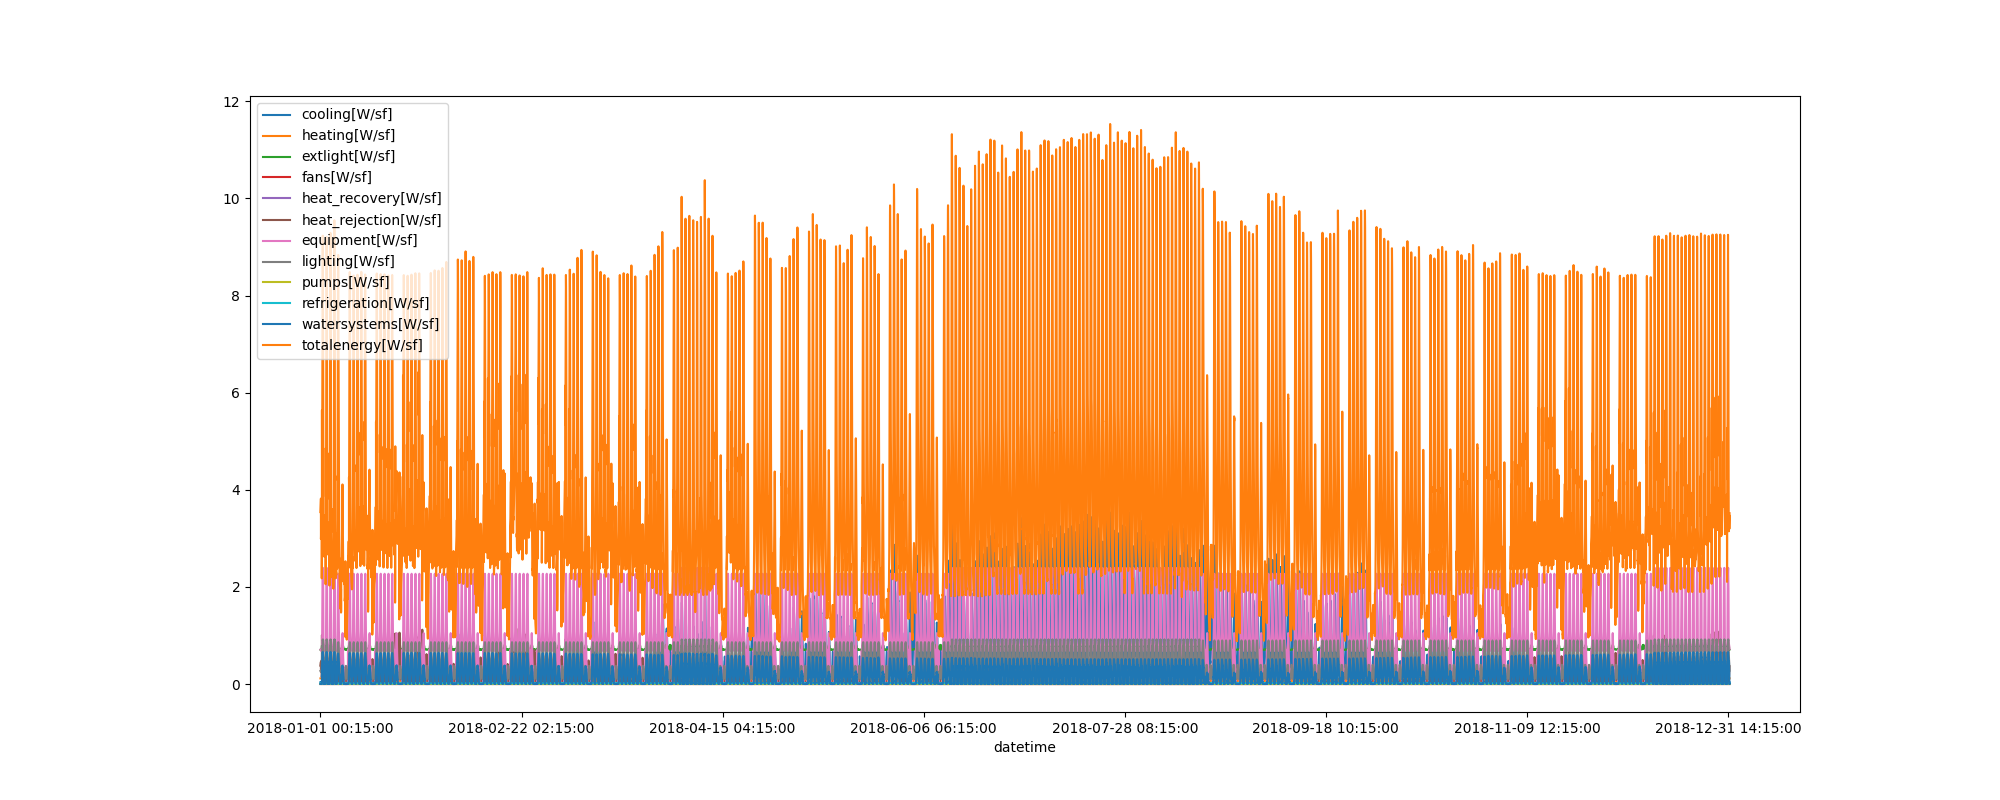 12
10
8
6
4
2
0
cooling[W/sf]
heating[W/sf]
extlight[W/sf]
fans[W/sf]
heat_recovery[W/sf]
heat_rejection[W/sf]
equipment[W/sf]
lighting[W/sf]
pumps[W/sf]
refrigeration[W/sf]
watersystems[W/sf]
totalenergy[W/sf]
2018-01-01 00:15:00 2018-02-22 02:15:00 2018-04-15 04:15:00 2018-06-06 06:15:00 2018-07-28 08:15:00 2018-09-18 10:15:00 2018-11-09 12:15:00 2018-12-31 14:15:00
datetime